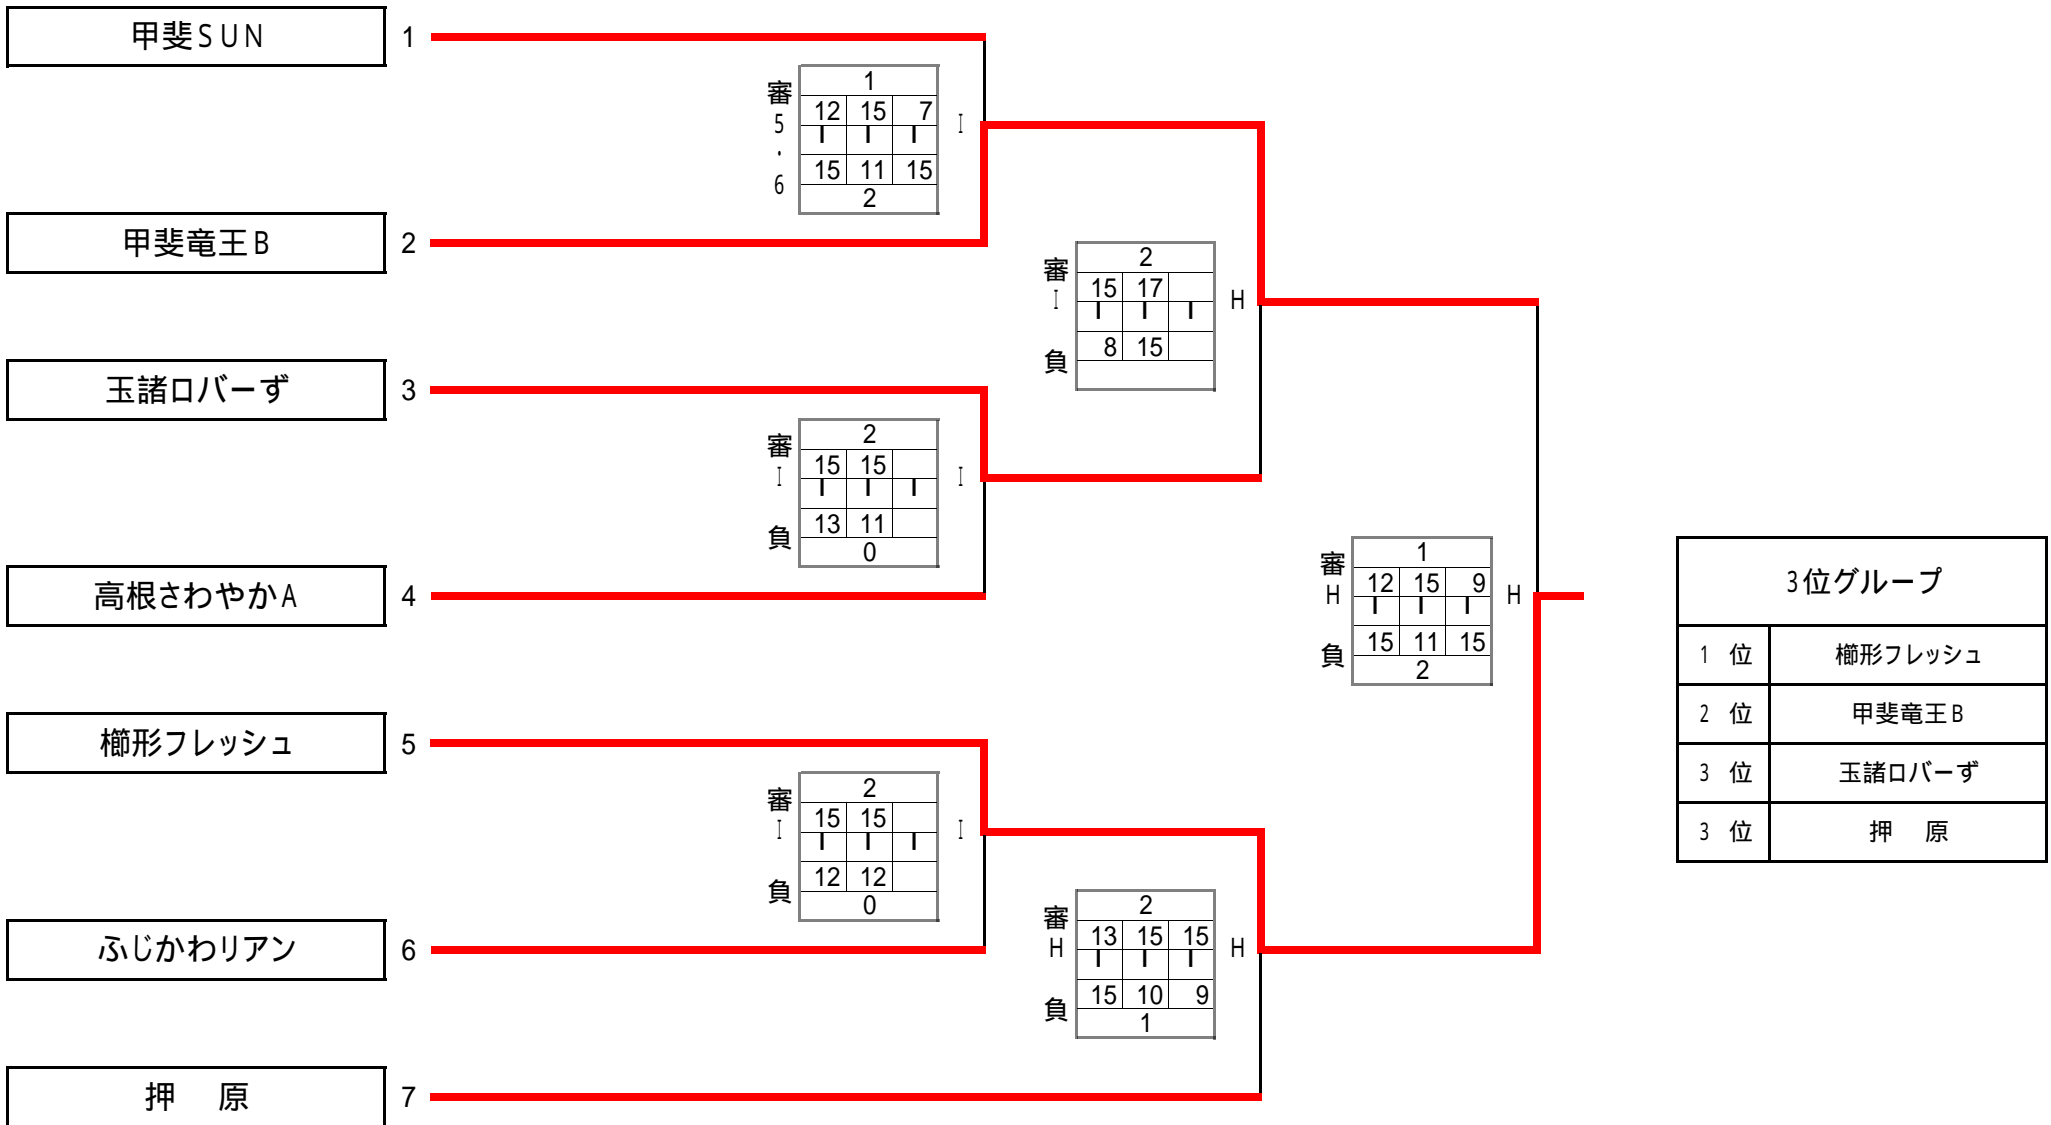 甲斐SUN 1
審 5・6
1
12 15 7
15 11 15
2
I
甲斐竜王B 2
審 I 負
2
15 17
8 15
H
玉諸ロバーず 3
審 I 負
2
15 15
13 11
0
I
高根さわやかA 4
審 H 負
1
12 15 9
15 11 15
2
H
櫛形フレッシュ 5
審 I 負
2
15 15
12 12
0
I
ふじかわリアン 6
審 H 負
2
13 15 15
15 10 9
1
H
押 原 7
3位グループ
1 位 櫛形フレッシュ
2 位 甲斐竜王B
3 位 玉諸ロバーず
3 位 押 原